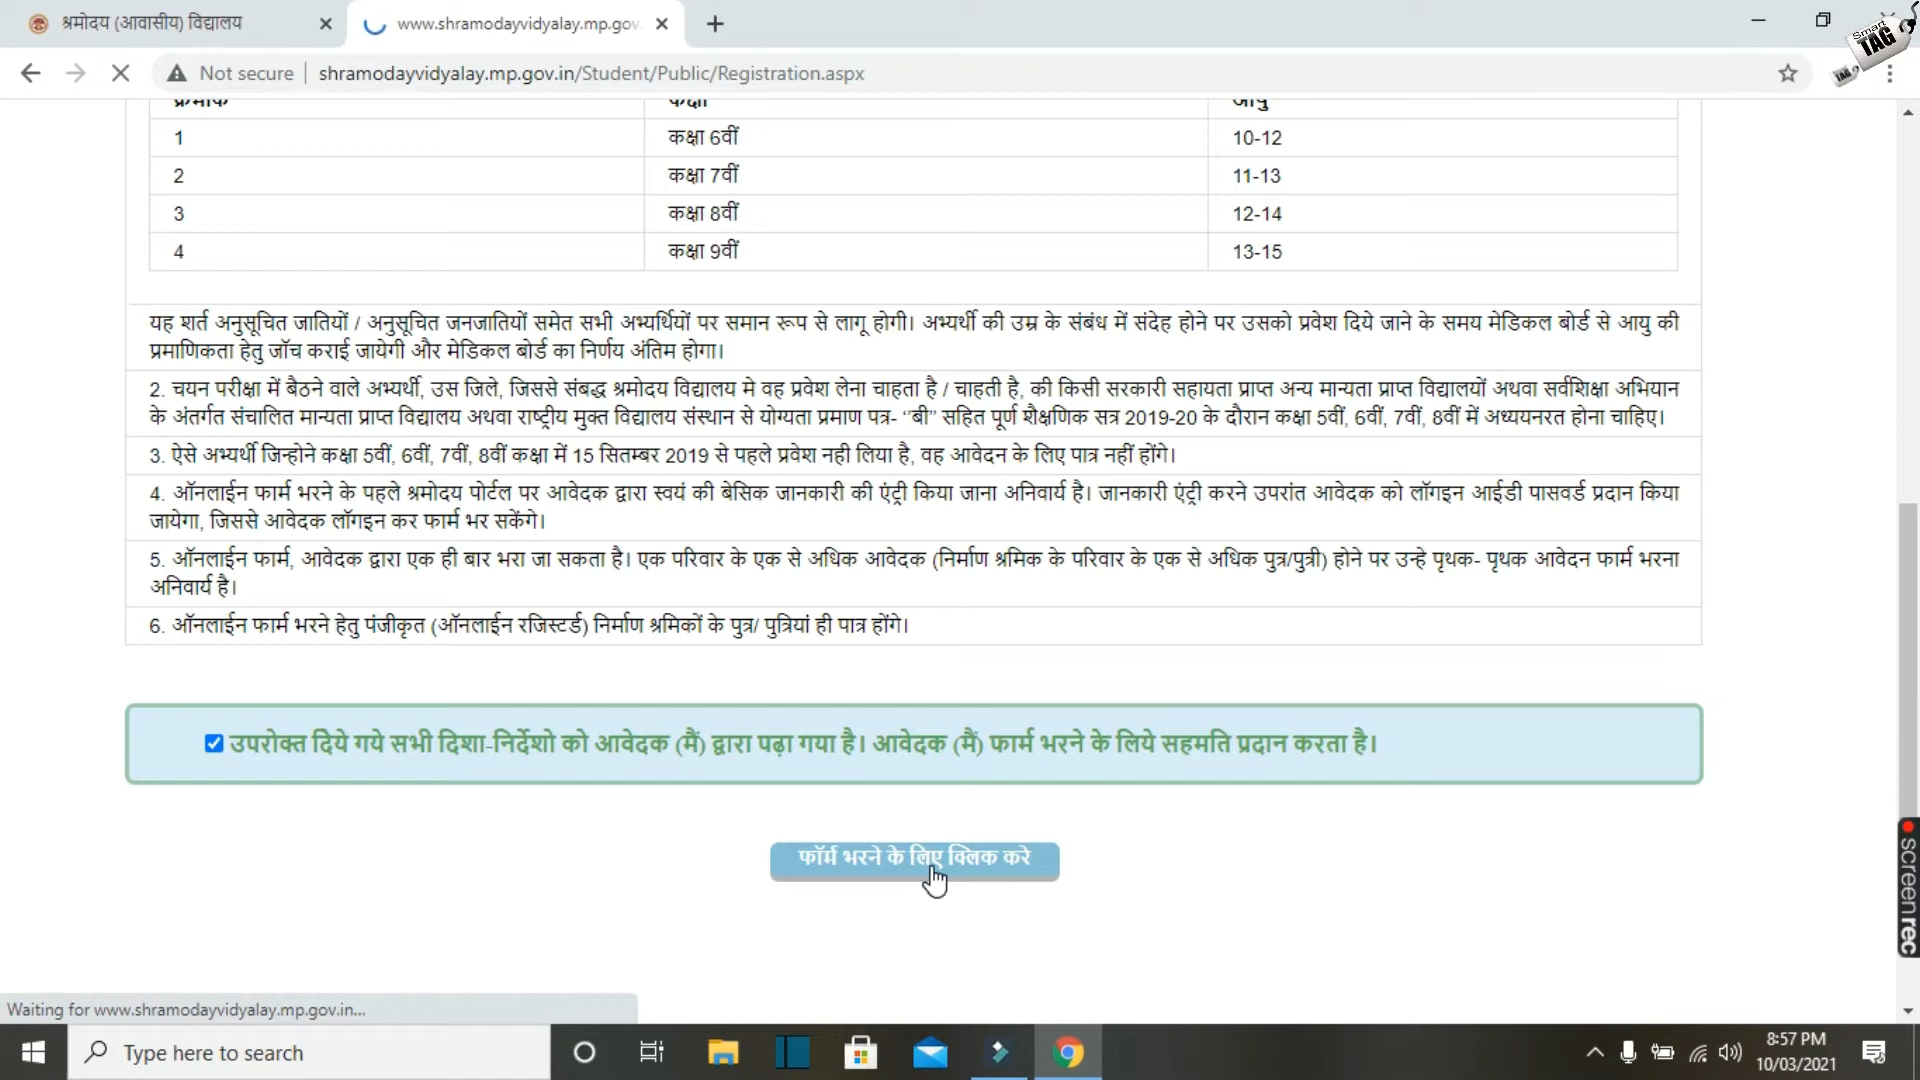 श्रमोदय (आवासीय) विद्यालय
www.shramodayvidyalay.mp.gov
Not secure
shramodayvidyalay.mp.gov.in/Student/Public/Registration.aspx
Smart TAG
TAG
क्रमांक कक्षा आयु
1 कक्षा 6वीं 10-12
2 कक्षा 7वीं 11-13
3 कक्षा 8वीं 12-14
4 कक्षा 9वीं 13-15
यह शर्त अनुसूचित जातियों / अनुसूचित जनजातियों समेत सभी अभ्यर्थियों पर समान रूप से लागू होगी। अभ्यर्थी की उम्र के संबंध में संदेह होने पर उसको प्रवेश दिये जाने के समय मेडिकल बोर्ड से आयु की
प्रमाणिकता हेतु जॉच कराई जायेगी और मेडिकल बोर्ड का निर्णय अंतिम होगा।
2. चयन परीक्षा में बैठने वाले अभ्यर्थी, उस जिले, जिससे संबद्ध श्रमोदय विद्यालय मे वह प्रवेश लेना चाहता है / चाहती है, की किसी सरकारी सहायता प्राप्त अन्य मान्यता प्राप्त विद्यालयों अथवा सर्वशिक्षा अभियान
के अंतर्गत संचालित मान्यता प्राप्त विद्यालय अथवा राष्ट्रीय मुक्त विद्यालय संस्थान से योग्यता प्रमाण पत्र- ‘'बी’' सहित पूर्ण शैक्षणिक सत्र 2019-20 के दौरान कक्षा 5वीं, 6वीं, 7वीं, 8वीं में अध्ययनरत होना चाहिए।
3. ऐसे अभ्यर्थी जिन्होने कक्षा 5वीं, 6वीं, 7वीं, 8वीं कक्षा में 15 सितम्बर 2019 से पहले प्रवेश नही लिया है, वह आवेदन के लिए पात्र नहीं होंगे।
4. ऑनलाईन फार्म भरने के पहले श्रमोदय पोर्टल पर आवेदक द्वारा स्वयं की बेसिक जानकारी की एंट्री किया जाना अनिवार्य है। जानकारी एंट्री करने उपरांत आवेदक को लॉगइन आईडी पासवर्ड प्रदान किया
जायेगा, जिससे आवेदक लॉगइन कर फार्म भर सकेंगे।
5. ऑनलाईन फार्म, आवेदक द्वारा एक ही बार भरा जा सकता है। एक परिवार के एक से अधिक आवेदक (निर्माण श्रमिक के परिवार के एक से अधिक पुत्र/पुत्री) होने पर उन्हे पृथक- पृथक आवेदन फार्म भरना
अनिवार्य है।
6. ऑनलाईन फार्म भरने हेतु पंजीकृत (ऑनलाईन रजिस्टर्ड) निर्माण श्रमिकों के पुत्र/ पुत्रियां ही पात्र होंगे।
उपरोक्त दिये गये सभी दिशा-निर्देशो को आवेदक (मैं) द्वारा पढ़ा गया है। आवेदक (मैं) फार्म भरने के लिये सहमति प्रदान करता है।
फॉर्म भरने के लिए क्लिक करे
screenrec
Waiting for www.shramodayvidyalay.mp.gov.in...
Type here to search
8:57 PM
10/03/2021